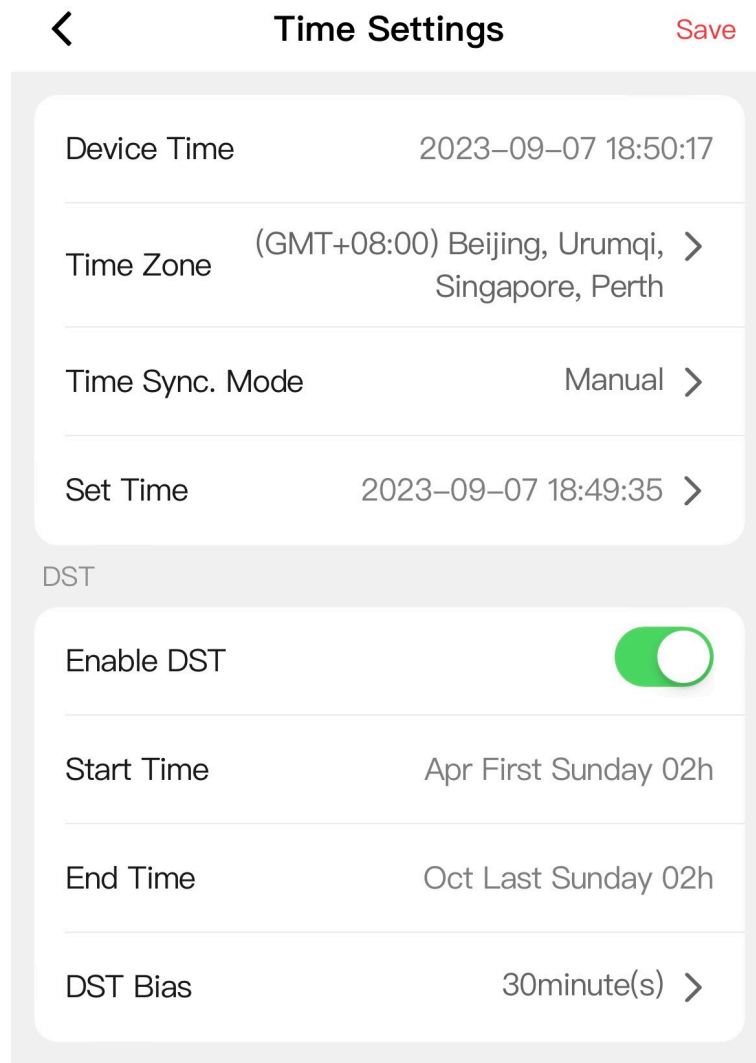 Time Settings
Save
Device Time
2023-09-07 18:50:17
Time Zone
(GMT+08:00) Beijing, Urumqi,
Singapore, Perth
Time Sync. Mode
Manual
Set Time
2023-09-07 18:49:35
DST
Enable DST
Start Time
Apr First Sunday 02h
End Time
Oct Last Sunday 02h
DST Bias
30minute(s)